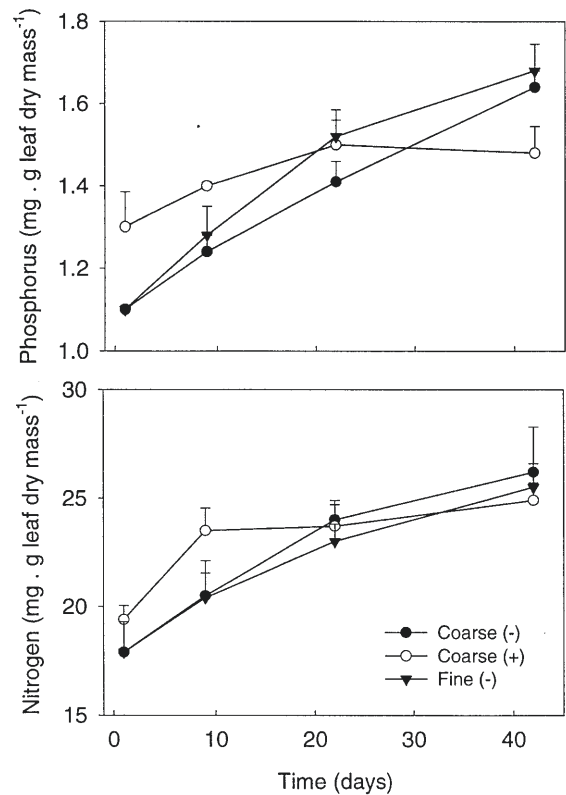 Phosphorus (mg . g leaf dry mass⁻¹)
1.8
1.6
1.4
1.2
1.0
Nitrogen (mg . g leaf dry mass⁻¹)
30
25
20
15
Coarse (-)
Coarse (+)
Fine (-)
0 10 20 30 40
Time (days)